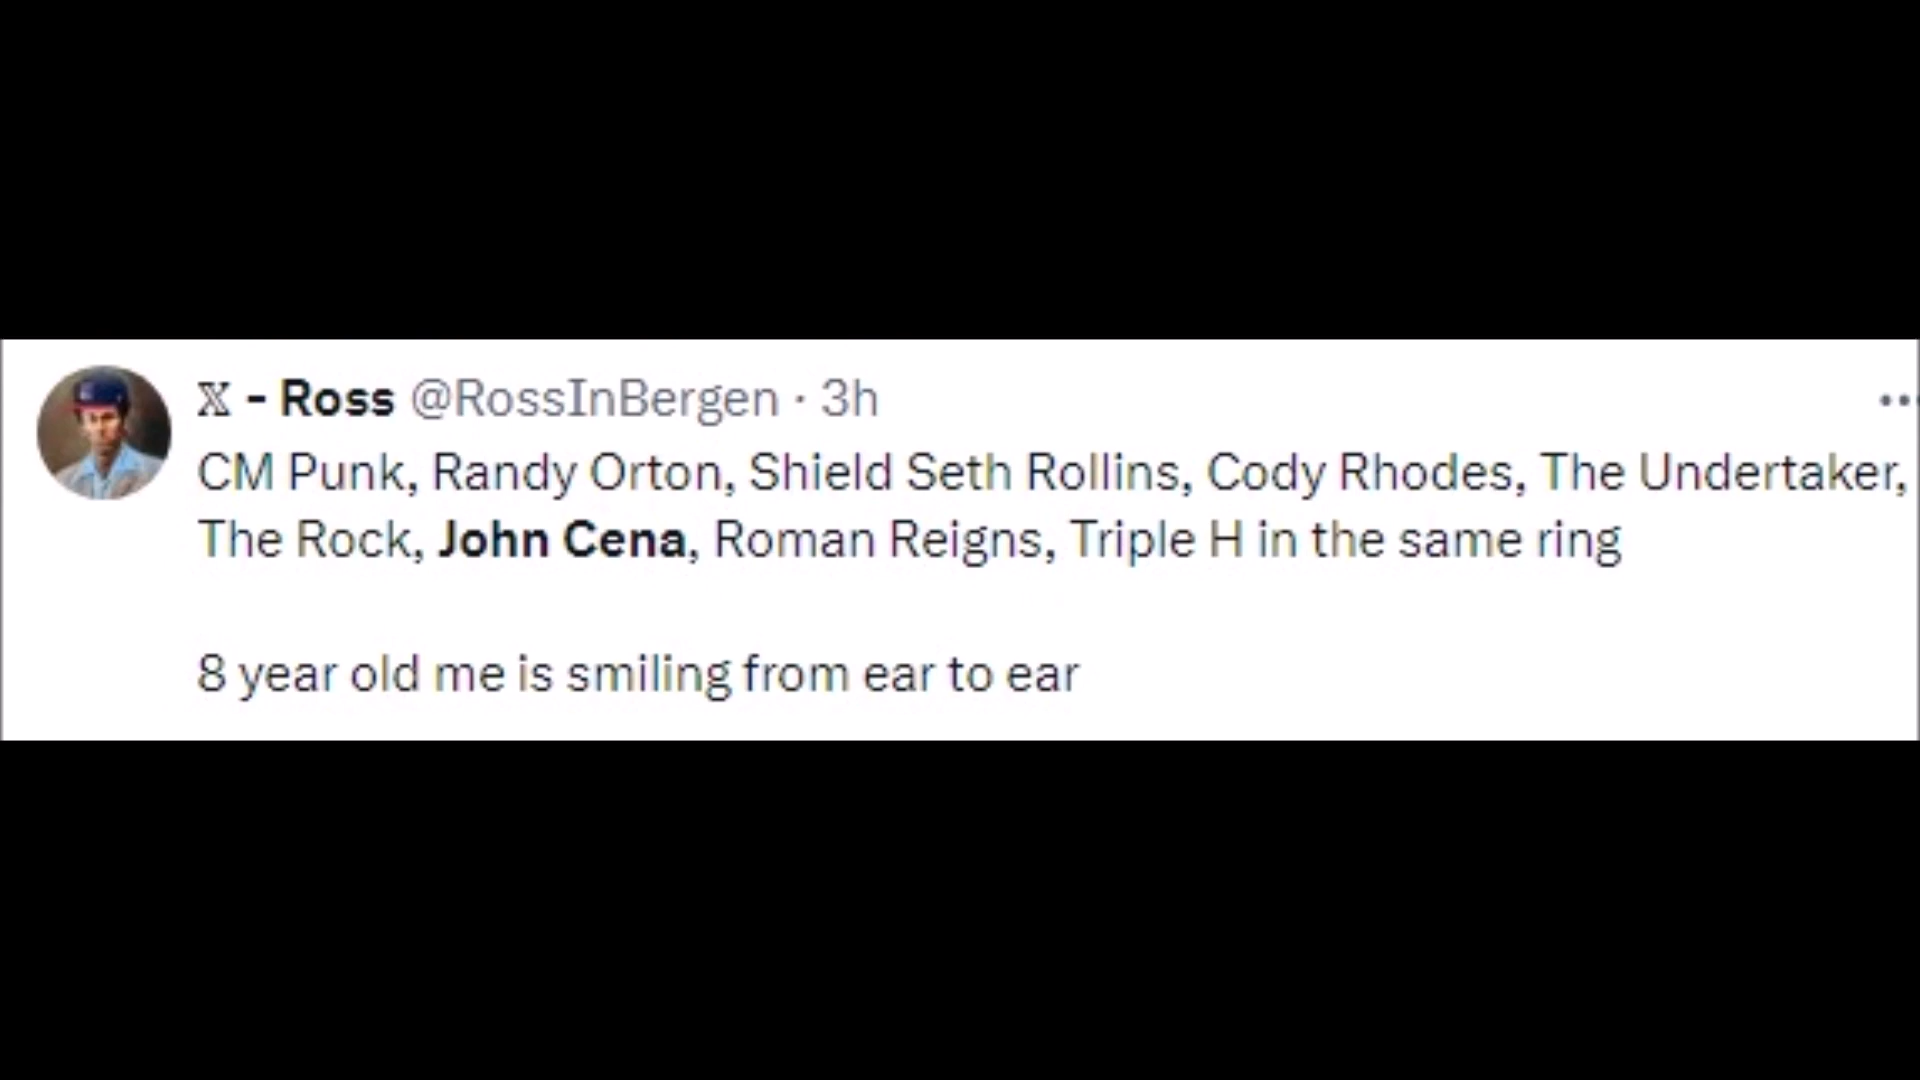 𝕏 - Ross @RossInBergen · 3h
CM Punk, Randy Orton, Shield Seth Rollins, Cody Rhodes, The Undertaker,
The Rock, John Cena, Roman Reigns, Triple H in the same ring
8 year old me is smiling from ear to ear